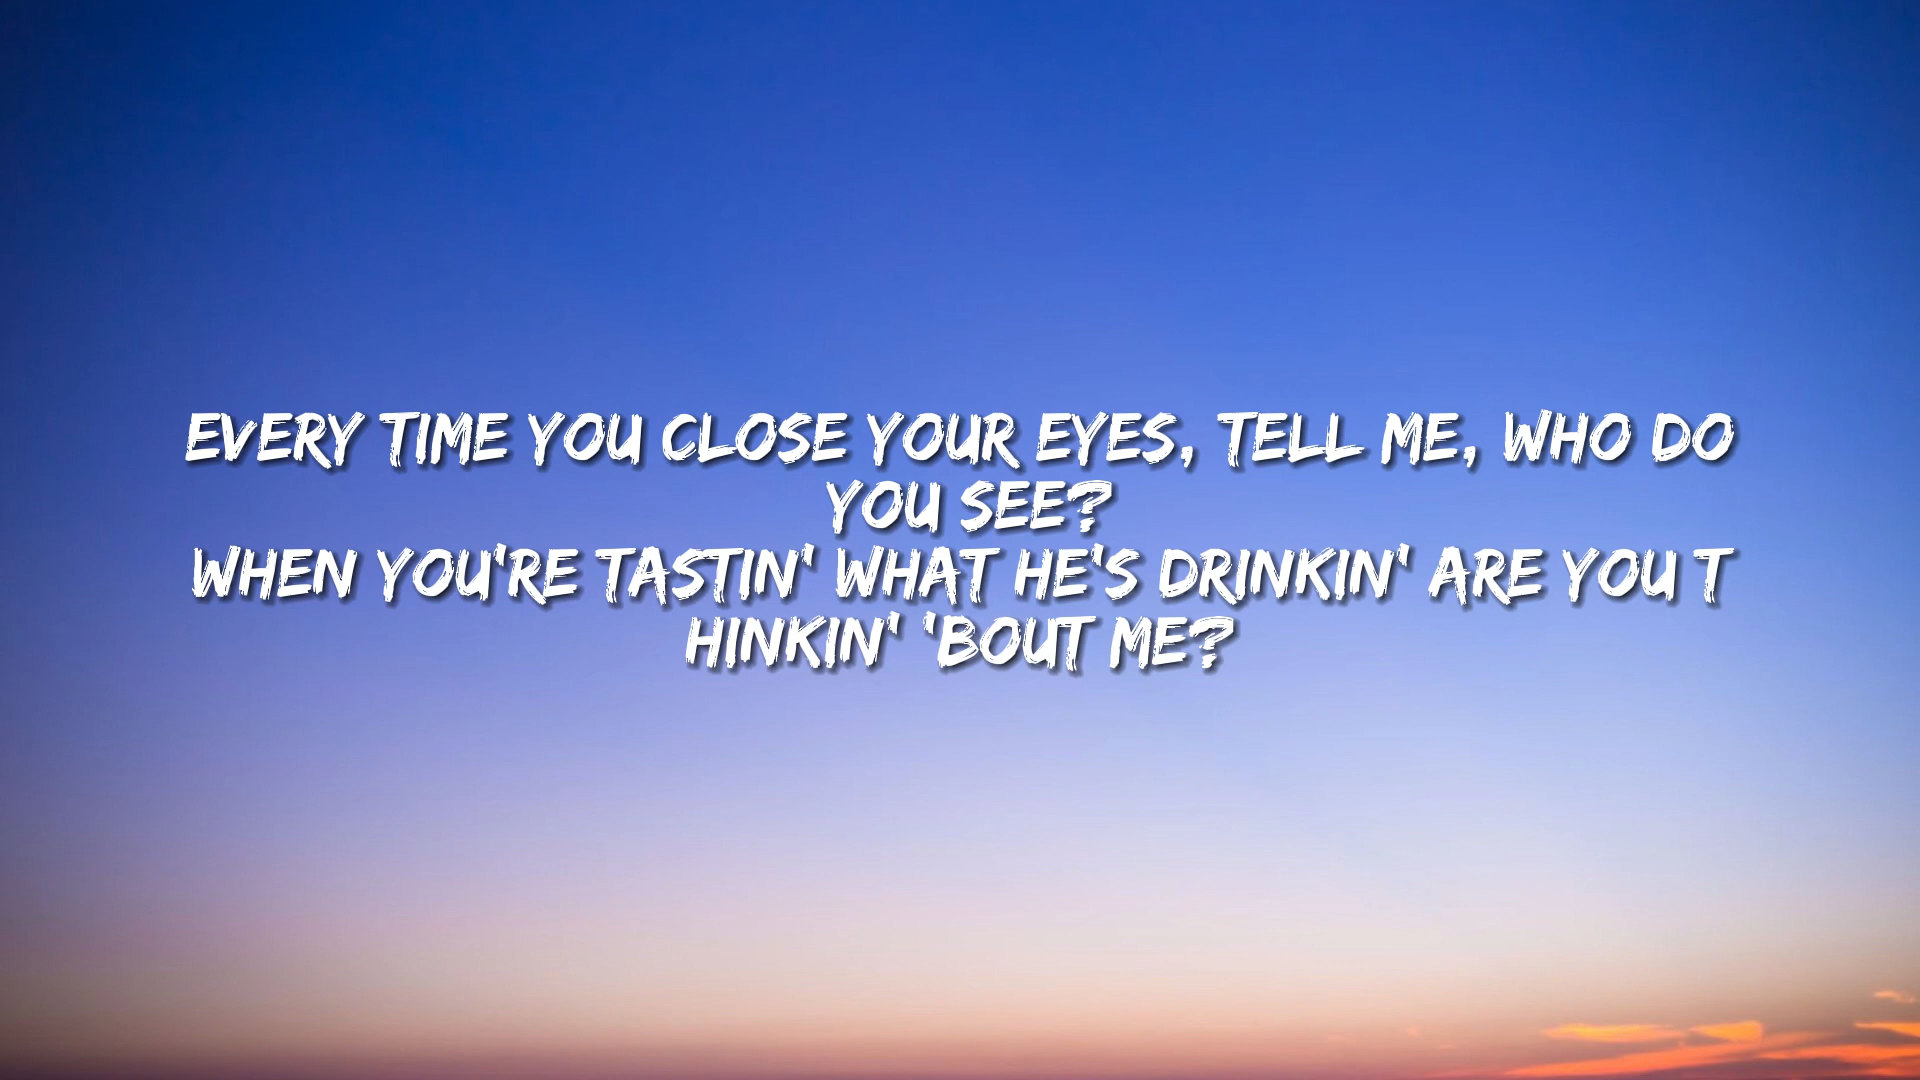 EVERY TIME YOU CLOSE YOUR EYES, TELL ME, WHO DO
YOU SEE?
WHEN YOU'RE TASTIN' WHAT HE'S DRINKIN' ARE YOU T
HINKIN' 'BOUT ME?